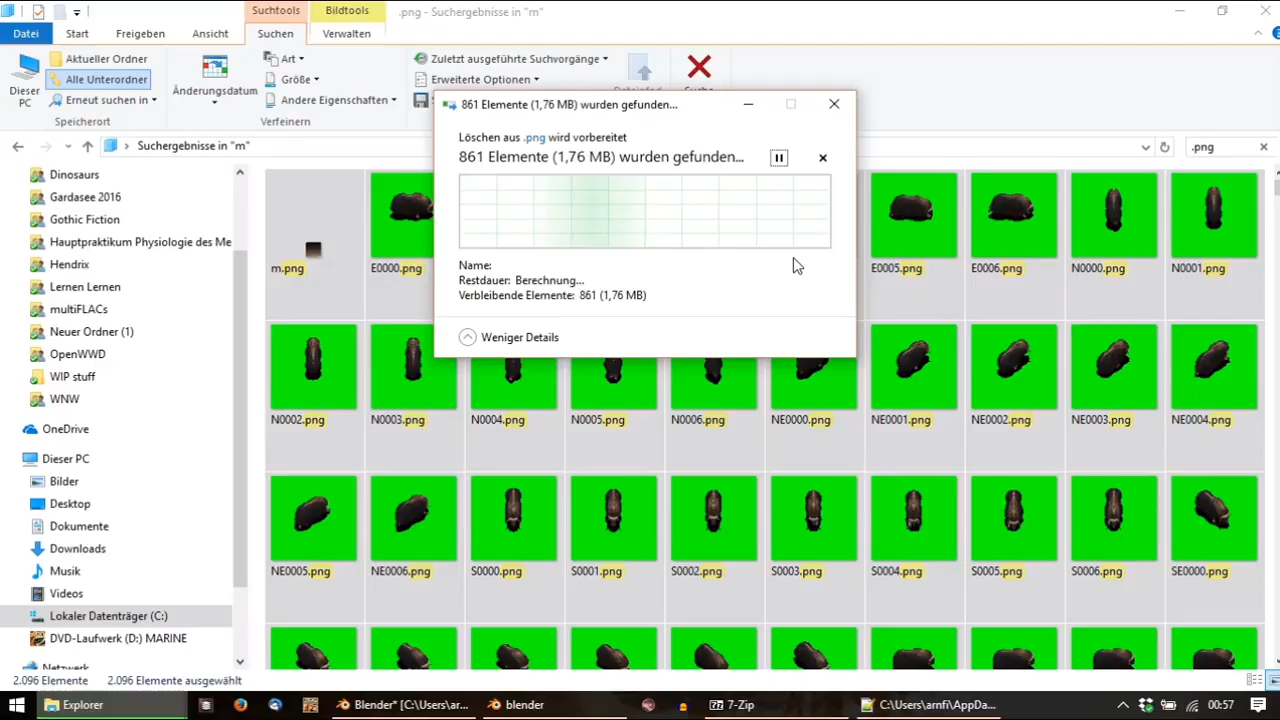 Suchtools
Bildtools
.png - Suchergebnisse in "m"
Datei
Start
Freigeben
Ansicht
Suchen
Verwalten
Dieser PC
Aktueller Ordner
Alle Unterordner
Erneut suchen in
Speicherort
Änderungsdatum
Art
Größe
Andere Eigenschaften
Verfeinern
Zuletzt ausgeführte Suchvorgänge
Erweiterte Optionen
Suchergebnisse in "m"
.png
861 Elemente (1,76 MB) wurden gefunden...
Löschen aus .png wird vorbereitet
861 Elemente (1,76 MB) wurden gefunden...
Name:
Restdauer: Berechnung...
Verbleibende Elemente: 861 (1,76 MB)
Weniger Details
Dinosaurs
Gardasee 2016
Gothic Fiction
Hauptpraktikum Physiologie des Me
Hendrix
Lernen Lernen
multiFLACs
Neuer Ordner (1)
OpenWWD
WIP stuff
WNW
OneDrive
Dieser PC
Bilder
Desktop
Dokumente
Downloads
Musik
Videos
Lokaler Datenträger (C:)
DVD-Laufwerk (D:) MARINE
Netzwerk
m.png
E0000.png
E0005.png
E0006.png
N0000.png
N0001.png
N0002.png
N0003.png
N0004.png
N0005.png
N0006.png
NE0000.png
NE0001.png
NE0002.png
NE0003.png
NE0004.png
NE0005.png
NE0006.png
S0000.png
S0001.png
S0002.png
S0003.png
S0004.png
S0005.png
S0006.png
SE0000.png
2.096 Elemente
2.096 Elemente ausgewählt
Explorer
Blender* [C:\Users\ar...
blender
7-Zip
C:\Users\arnfi\AppDa...
00:57